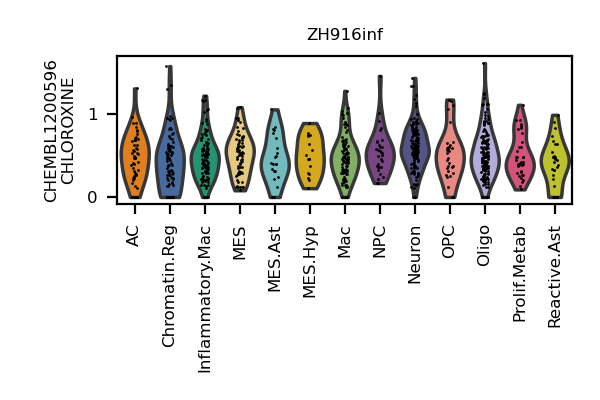 ZH916inf
CHEMBL1200596
CHLOROXINE
1
0
AC
Chromatin.Reg
Inflammatory.Mac
MES
MES.Ast
MES.Hyp
Mac
NPC
Neuron
OPC
Oligo
Prolif.Metab
Reactive.Ast